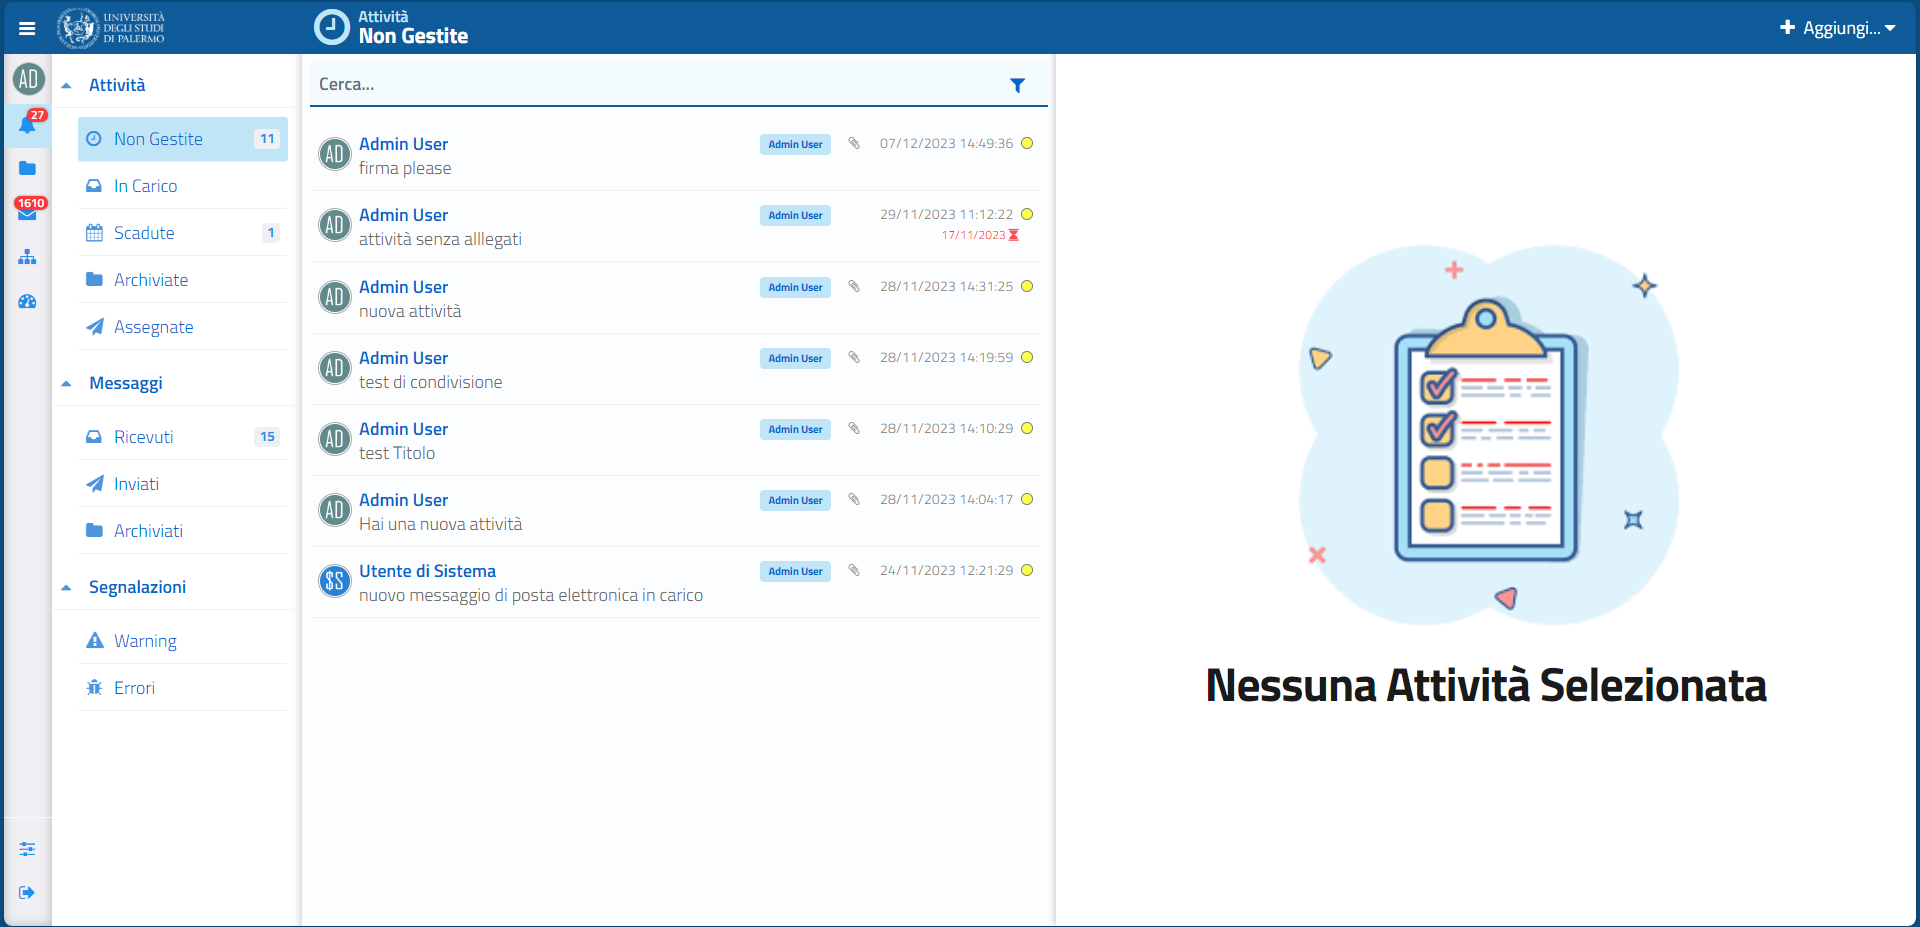 UNIVERSITÀ
DEGLI STUDI
DI PALERMO
Attività
Non Gestite
Aggiungi...
AD
27
1610
Attività
Non Gestite 11
In Carico
Scadute 1
Archiviate
Assegnate
Messaggi
Ricevuti 15
Inviati
Archiviati
Segnalazioni
Warning
Errori
Cerca...
AD Admin User Admin User 07/12/2023 14:49:36
firma please
AD Admin User Admin User 29/11/2023 11:12:22
attività senza alllegati 17/11/2023
AD Admin User Admin User 28/11/2023 14:31:25
nuova attività
AD Admin User Admin User 28/11/2023 14:19:59
test di condivisione
AD Admin User Admin User 28/11/2023 14:10:29
test Titolo
AD Admin User Admin User 28/11/2023 14:04:17
Hai una nuova attività
$S Utente di Sistema Admin User 24/11/2023 12:21:29
nuovo messaggio di posta elettronica in carico
Nessuna Attività Selezionata